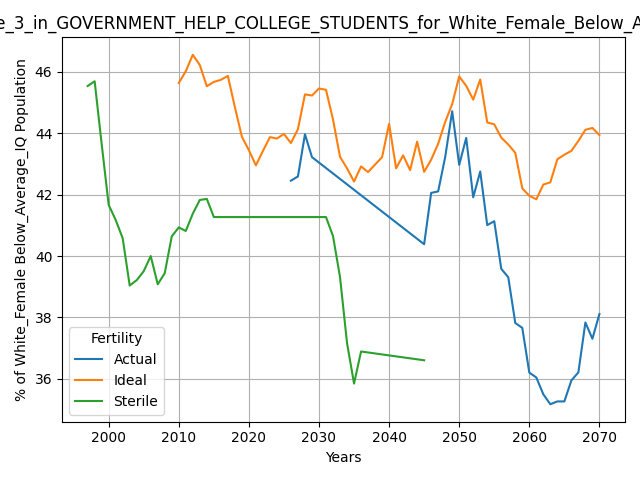 e_3_in_GOVERNMENT_HELP_COLLEGE_STUDENTS_for_White_Female_Below_A
% of White_Female Below_Average_IQ Population
46
44
42
40
38
36
Fertility
Actual
Ideal
Sterile
2000 2010 2020 2030 2040 2050 2060 2070
Years